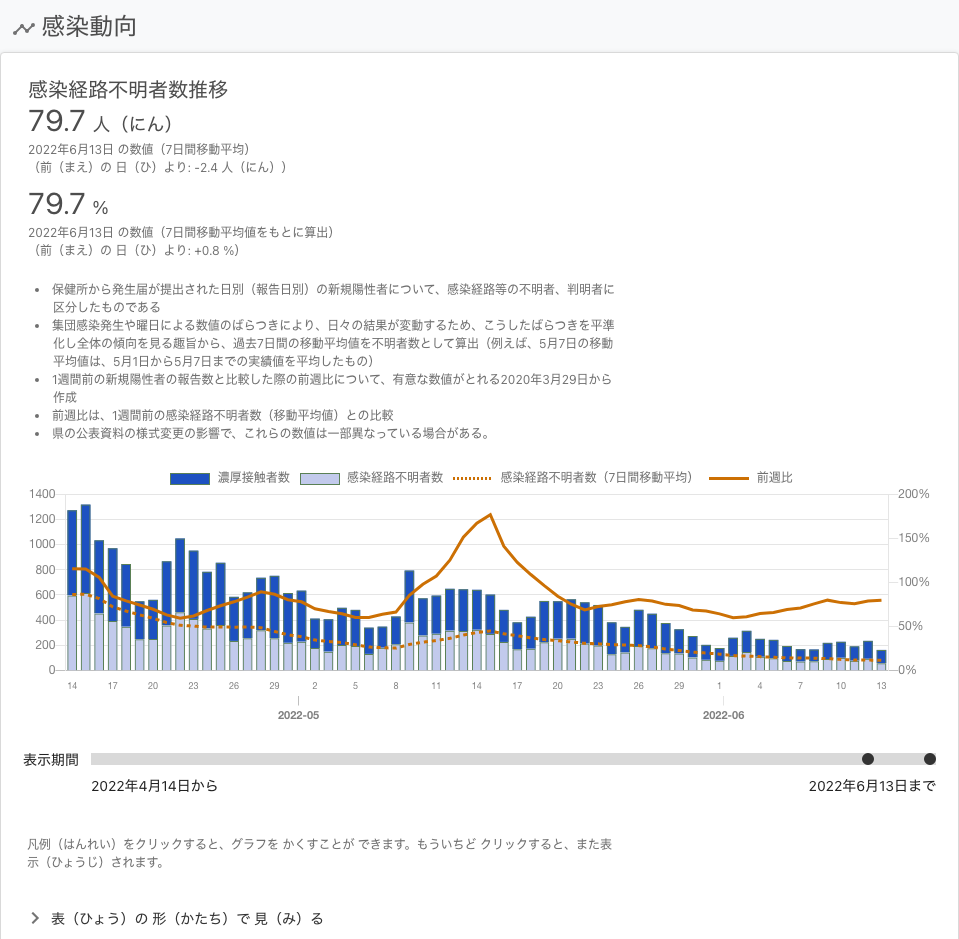 感染動向
感染経路不明者数推移
79.7 人（にん）
2022年6月13日 の数値（7日間移動平均）
（前（まえ）の 日（ひ）より: -2.4 人（にん））
79.7 %
2022年6月13日 の数値（7日間移動平均値をもとに算出）
（前（まえ）の 日（ひ）より: +0.8 %）
• 保健所から発生届が提出された日別（報告日別）の新規陽性者について、感染経路等の不明者、判明者に
区分したものである
• 集団感染発生や曜日による数値のばらつきにより、日々の結果が変動するため、こうしたばらつきを平準
化し全体の傾向を見る趣旨から、過去7日間の移動平均値を不明者数として算出（例えば、5月7日の移動
平均値は、5月1日から5月7日までの実績値を平均したもの）
• 1週間前の新規陽性者の報告数と比較した際の前週比について、有意な数値がとれる2020年3月29日から
作成
• 前週比は、1週間前の感染経路不明者数（移動平均値）との比較
• 県の公表資料の様式変更の影響で、これらの数値は一部異なっている場合がある。
濃厚接触者数 感染経路不明者数 感染経路不明者数（7日間移動平均） 前週比
1400 200%
1200
1000 150%
800
600 100%
400 50%
200
0 0%
14 17 20 23 26 29 2 5 8 11 14 17 20 23 26 29 1 4 7 10 13
2022-05 2022-06
表示期間
2022年4月14日から 2022年6月13日まで
凡例（はんれい）をクリックすると、グラフを かくすことが できます。もういちど クリックすると、また表
示（ひょうじ）されます。
表（ひょう）の 形（かたち）で 見（み）る